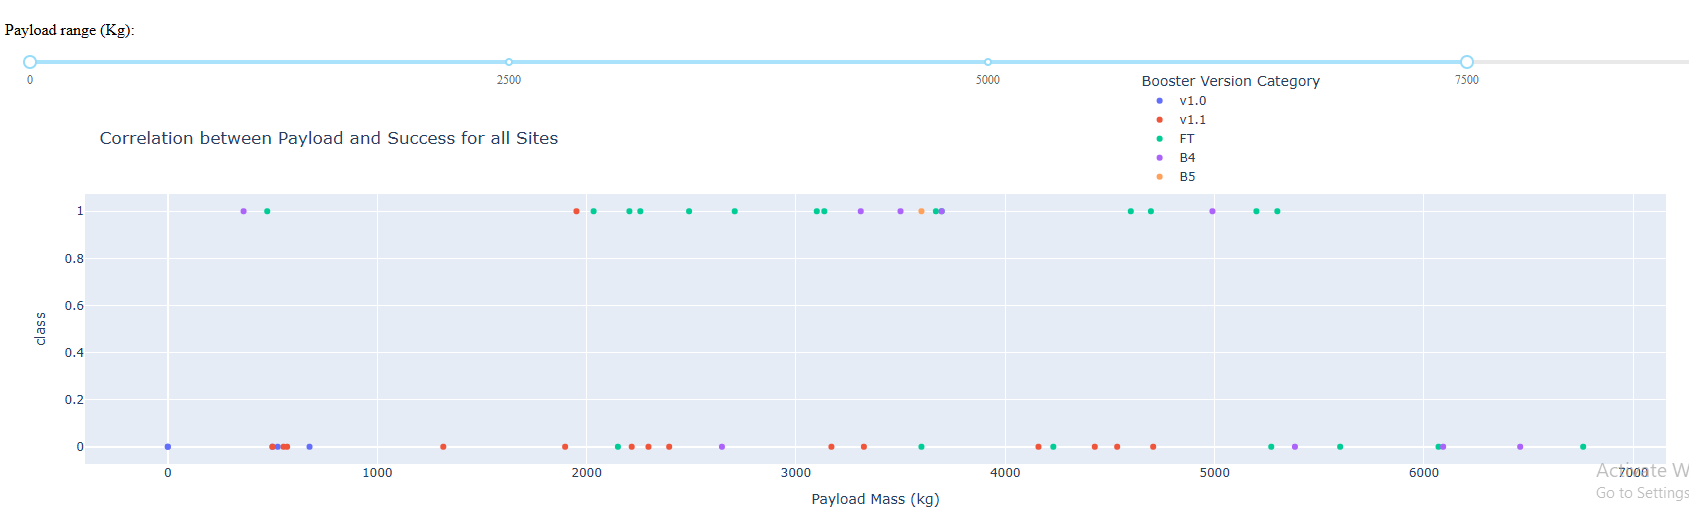 Payload range (Kg):
0 2500 5000 7500
Booster Version Category
v1.0
v1.1
FT
B4
B5
Correlation between Payload and Success for all Sites
1
0.8
0.6
0.4
0.2
0
class
0 1000 2000 3000 4000 5000 6000 7000
Payload Mass (kg)
Activate W
Go to Settings